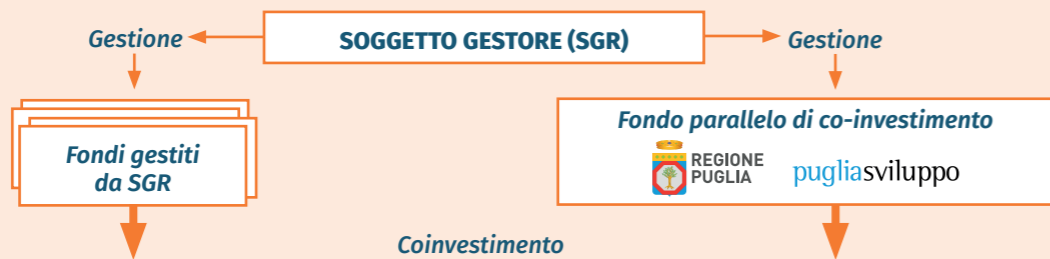 Gestione
SOGGETTO GESTORE (SGR)
Gestione
Fondi gestiti
da SGR
Fondo parallelo di co-investimento
REGIONE
PUGLIA
pugliasviluppo
Coinvestimento